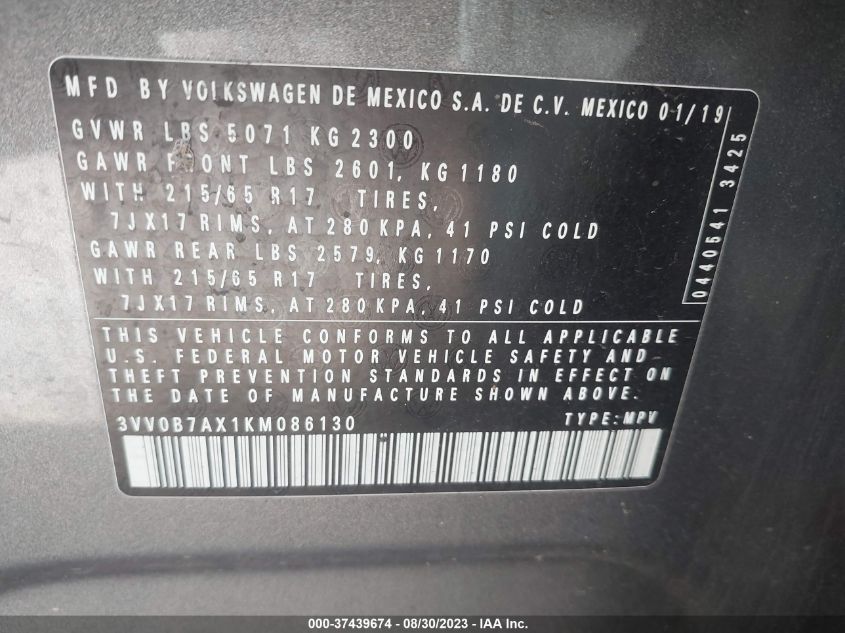 MFD BY VOLKSWAGEN DE MEXICO S.A. DE C.V. MEXICO 01/19
GVWR LBS 5071 KG 2300
GAWR FRONT LBS 2601, KG 1180
WITH 215/65 R17 TIRES,
7JX17 RIMS, AT 280 KPA, 41 PSI COLD
GAWR REAR LBS 2579, KG 1170
WITH 215/65 R17 TIRES,
7JX17 RIMS, AT 280 KPA, 41 PSI COLD
0440541 3425
THIS VEHICLE CONFORMS TO ALL APPLICABLE
U.S. FEDERAL MOTOR VEHICLE SAFETY AND
THEFT PREVENTION STANDARDS IN EFFECT ON
THE DATE OF MANUFACTURE SHOWN ABOVE.
3VV0B7AX1KM086130 TYPE:MPV
000-37439674 - 08/30/2023 - IAA Inc.